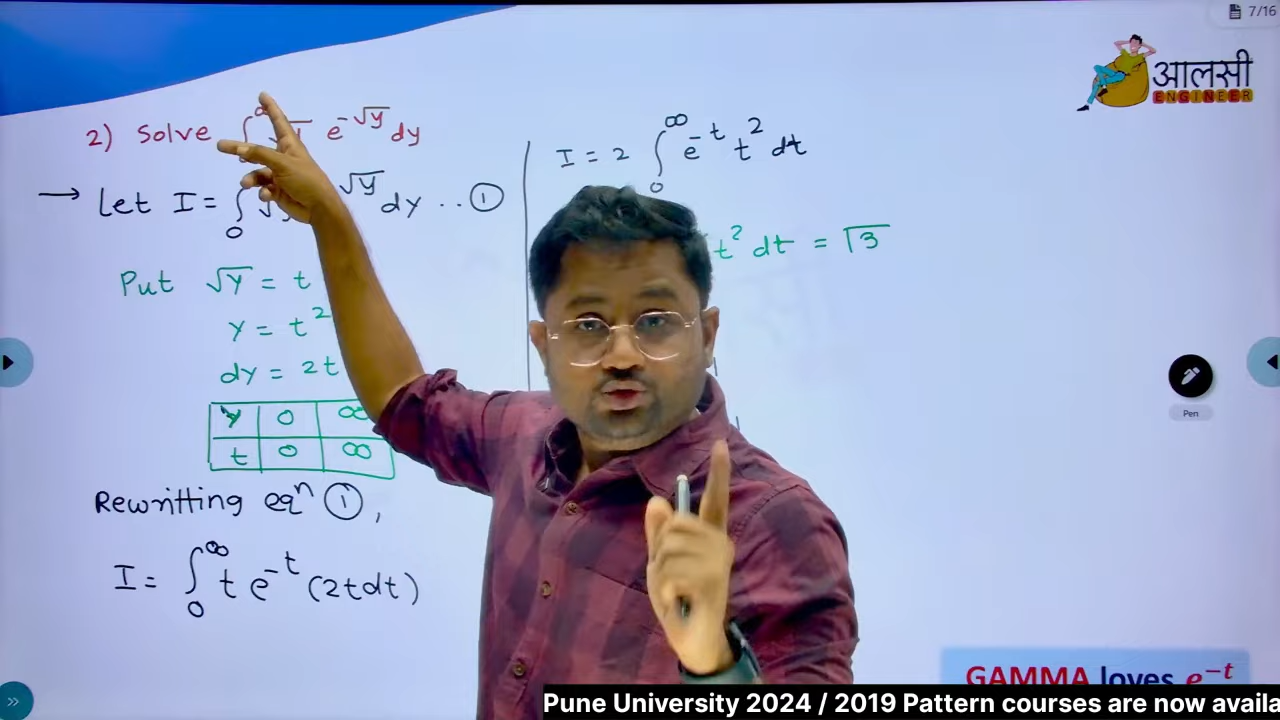 7/16
आलसी
ENGINEER
2) Solve ∫ e^-√y dy
→ Let I = ∫₀ √y dy .. ①
Put √y = t
y = t²
dy = 2t
y 0 ∞
t 0 ∞
Rewritting eqⁿ ①,
I = ∫₀^∞ t e^-t (2t dt)
I = 2 ∫₀^∞ e^-t t² dt
t² dt = Γ3
Pen
GAMMA loves e^-t
Pune University 2024 / 2019 Pattern courses are now availa